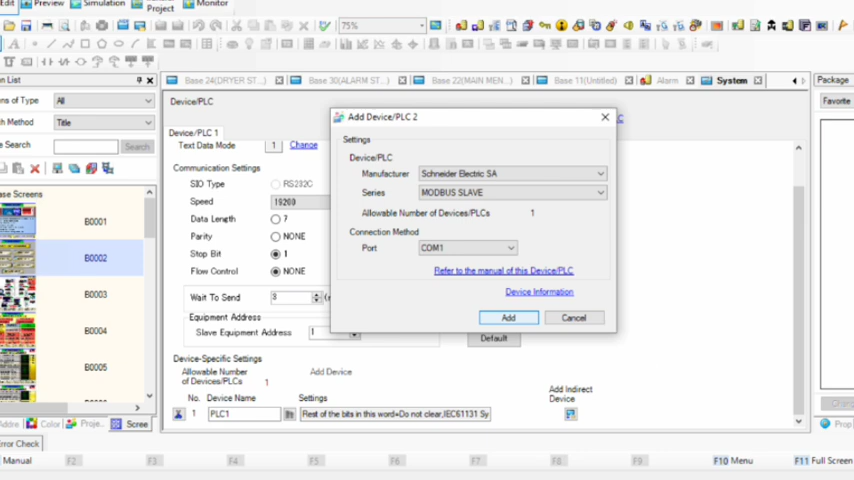 Edit Preview Simulation Project Monitor
75%
Base 24(DRYER ST...) Base 30(ALARM ST... Base 22(MAIN MEN... Base 11(Untitled) Alarm System Package
Device/PLC
Favorite
All
Title
Search
Search
Device/PLC 1
Text Data Mode 1 Change
Communication Settings
SIO Type RS232C
Speed 19200
Data Length 7
Parity NONE
Stop Bit 1
Flow Control NONE
Wait To Send 3
Equipment Address
Slave Equipment Address 1
Default
Device-Specific Settings
Allowable Number of Devices/PLCs 1
Add Device
No. Device Name Settings
Add Indirect Device
1 PLC1 Rest of the bits in this word=Do not clear,IEC61131 Sy
Add Device/PLC 2
Settings
Device/PLC
Manufacturer Schneider Electric SA
Series MODBUS SLAVE
Allowable Number of Devices/PLCs 1
Connection Method
Port COM1
Refer to the manual of this Device/PLC
Device Information
Add Cancel
B0001
B0002
B0003
B0004
B0005
Addre Color Proje.. Scree
Error Check
Manual F2 F3 F4 F5 F6 F7 F8 F9 F10 Menu F11 Full Screen